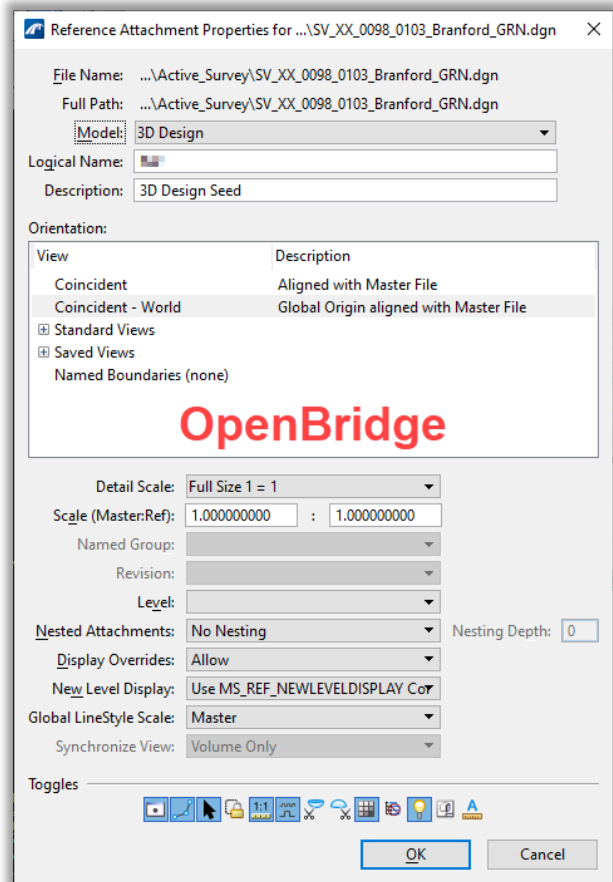 Reference Attachment Properties for ...\SV_XX_0098_0103_Branford_GRN.dgn
File Name: ...\Active_Survey\SV_XX_0098_0103_Branford_GRN.dgn
Full Path: ...\Active_Survey\SV_XX_0098_0103_Branford_GRN.dgn
Model: 3D Design
Logical Name:
Description: 3D Design Seed
Orientation:
View Description
Coincident Aligned with Master File
Coincident - World Global Origin aligned with Master File
Standard Views
Saved Views
Named Boundaries (none)
OpenBridge
Detail Scale: Full Size 1 = 1
Scale (Master:Ref): 1.000000000 : 1.000000000
Named Group:
Revision:
Level:
Nested Attachments: No Nesting Nesting Depth: 0
Display Overrides: Allow
New Level Display: Use MS_REF_NEWLEVELDISPLAY Cor
Global LineStyle Scale: Master
Synchronize View: Volume Only
Toggles
1:1
A
OK Cancel